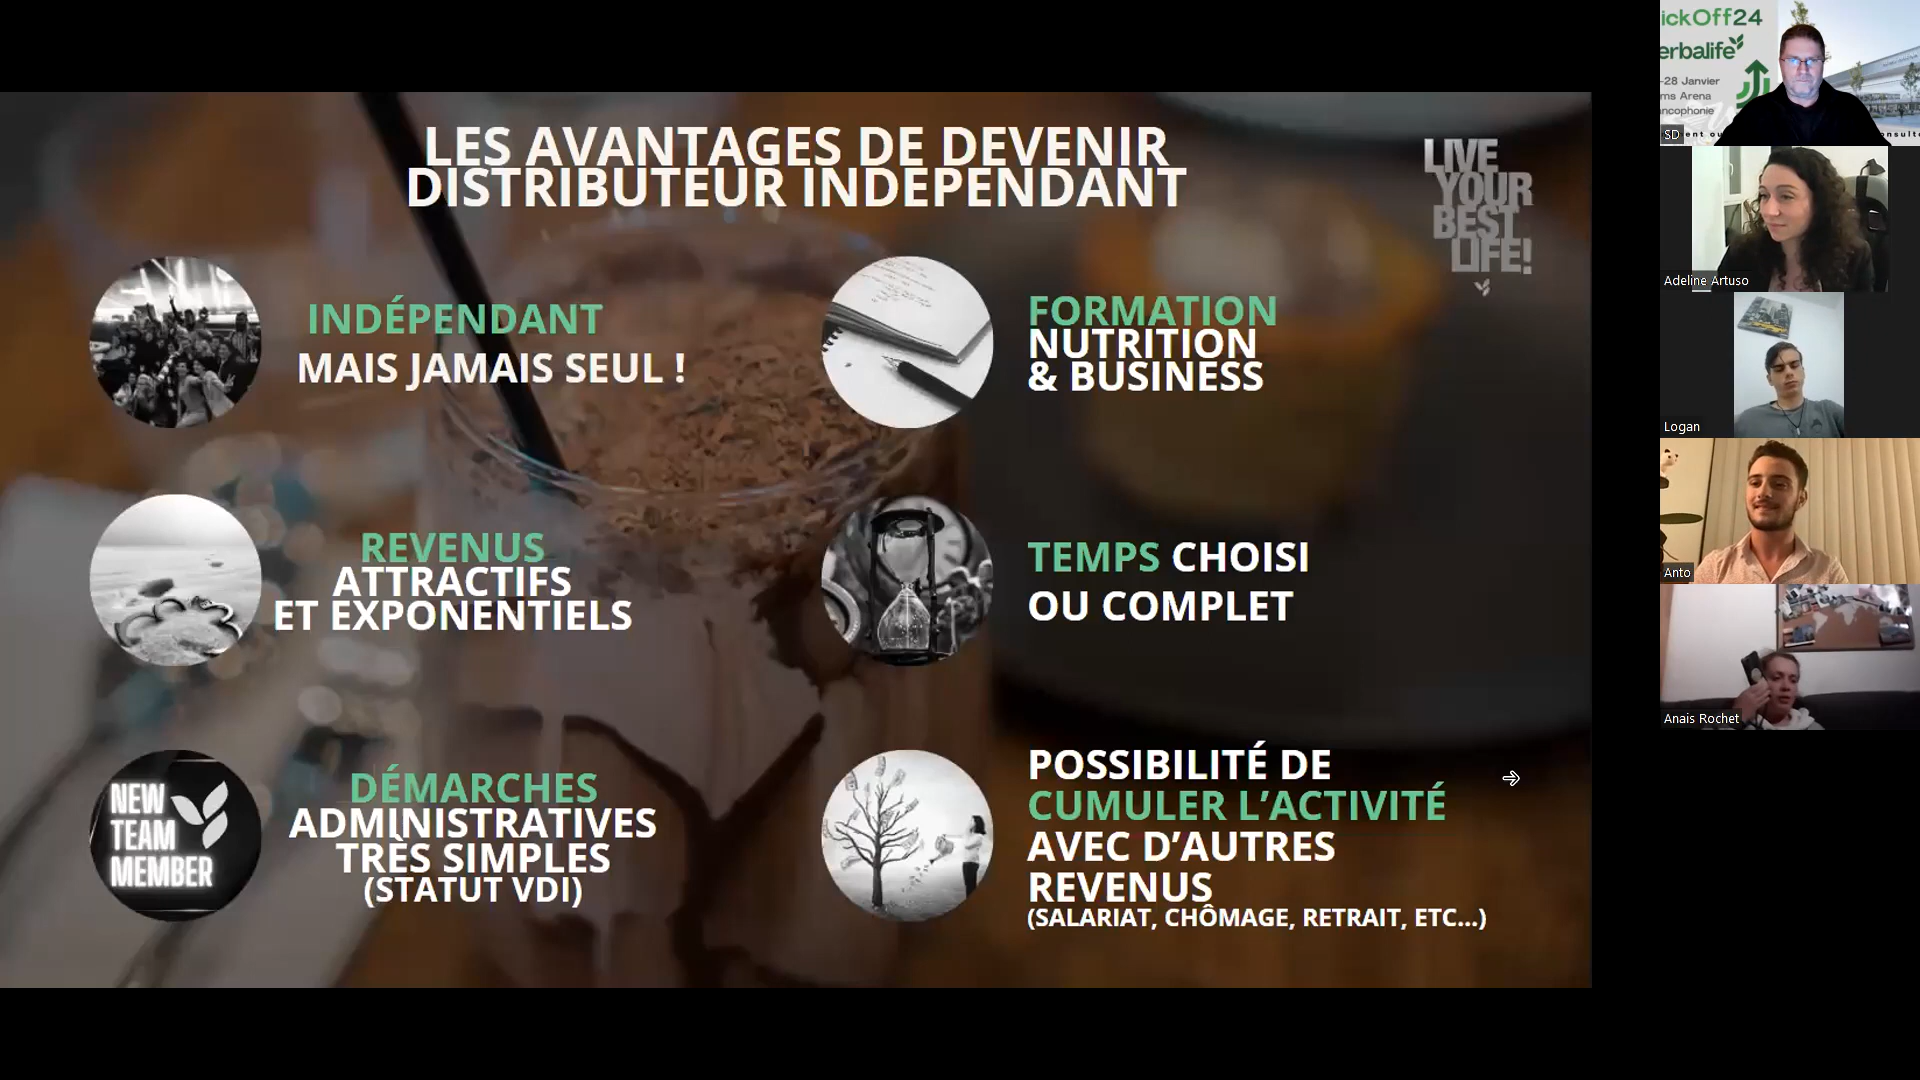 LES AVANTAGES DE DEVENIR
DISTRIBUTEUR INDEPENDANT
LIVE
YOUR
BEST
LIFE!
INDÉPENDANT
MAIS JAMAIS SEUL !
FORMATION
NUTRITION
& BUSINESS
REVENUS
ATTRACTIFS
ET EXPONENTIELS
TEMPS CHOISI
OU COMPLET
NEW
TEAM
MEMBER
DÉMARCHES
ADMINISTRATIVES
TRÈS SIMPLES
(STATUT VDI)
POSSIBILITÉ DE
CUMULER L’ACTIVITÉ
AVEC D’AUTRES
REVENUS
(SALARIAT, CHÔMAGE, RETRAIT, ETC...)
ickOff24
erbalife
-28 Janvier
ms Arena
ncophonie
SD
Adeline Artuso
Logan
Anto
Anais Rochet